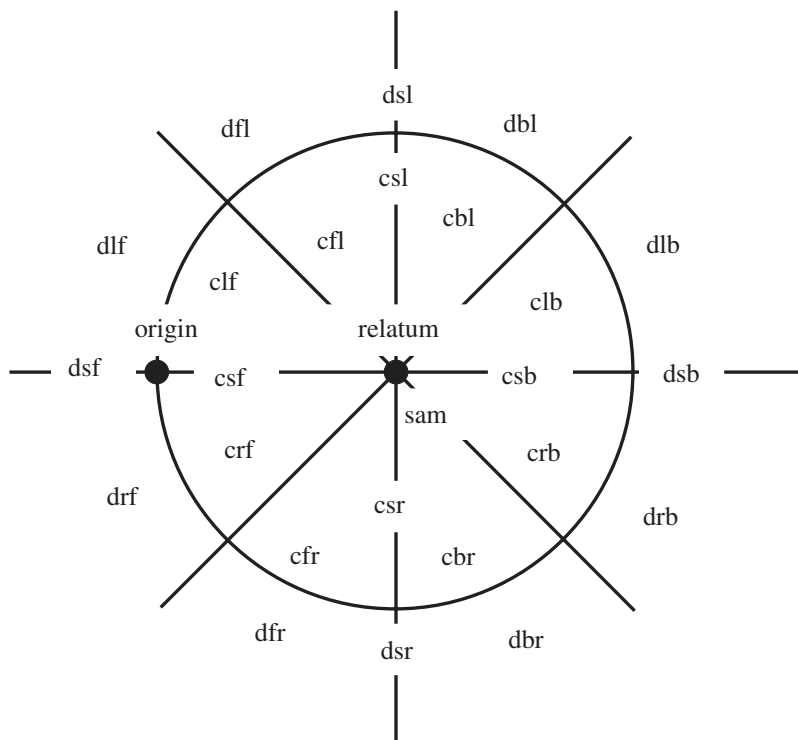 dsl
dfl
dbl
csl
cbl
cfl
dlf
dlb
clf
clb
origin
relatum
dsf
csf
csb
dsb
sam
crf
crb
drf
csr
drb
cfr
cbr
dfr
dbr
dsr